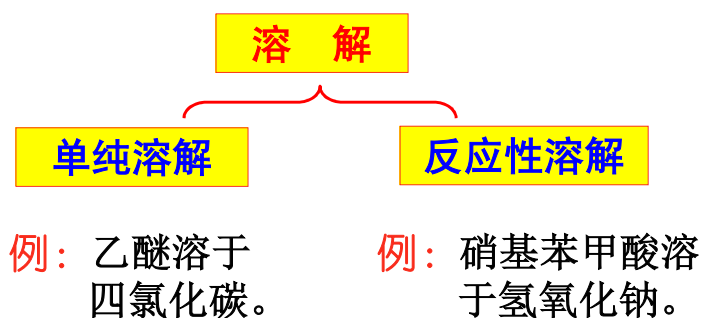 溶 解
单纯溶解
反应性溶解
例：乙醚溶于
四氯化碳。
例：硝基苯甲酸溶
于氢氧化钠。